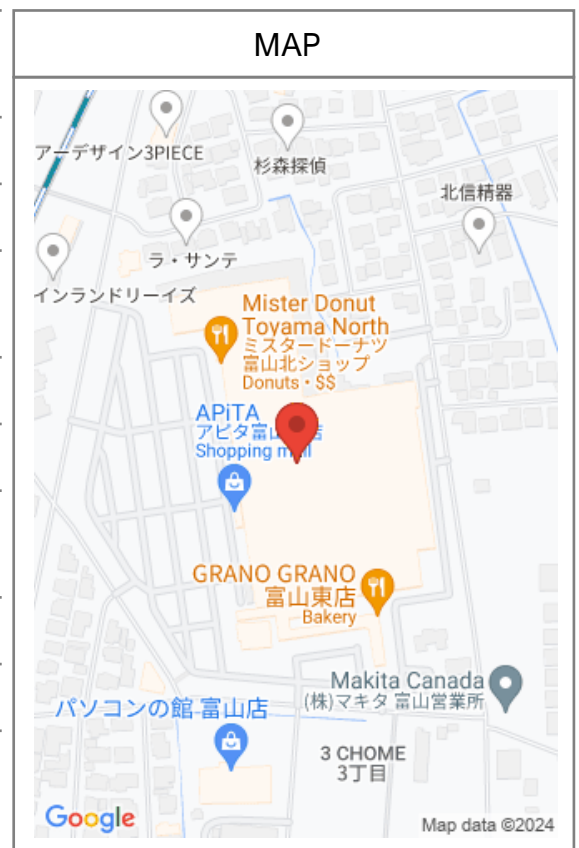 MAP
アーデザイン3PIECE
杉森探偵
北信精器
ラ・サンテ
インランドリーイズ
Mister Donut
Toyama North
ミスタードーナツ
富山北ショップ
Donuts・$$
APiTA
アピタ富山 店
Shopping m ll
GRANO GRANO
富山東店
Bakery
Makita Canada
(株)マキタ 富山営業所
パソコンの館 富山店
3 CHOME
3丁目
Google
Map data ©2024